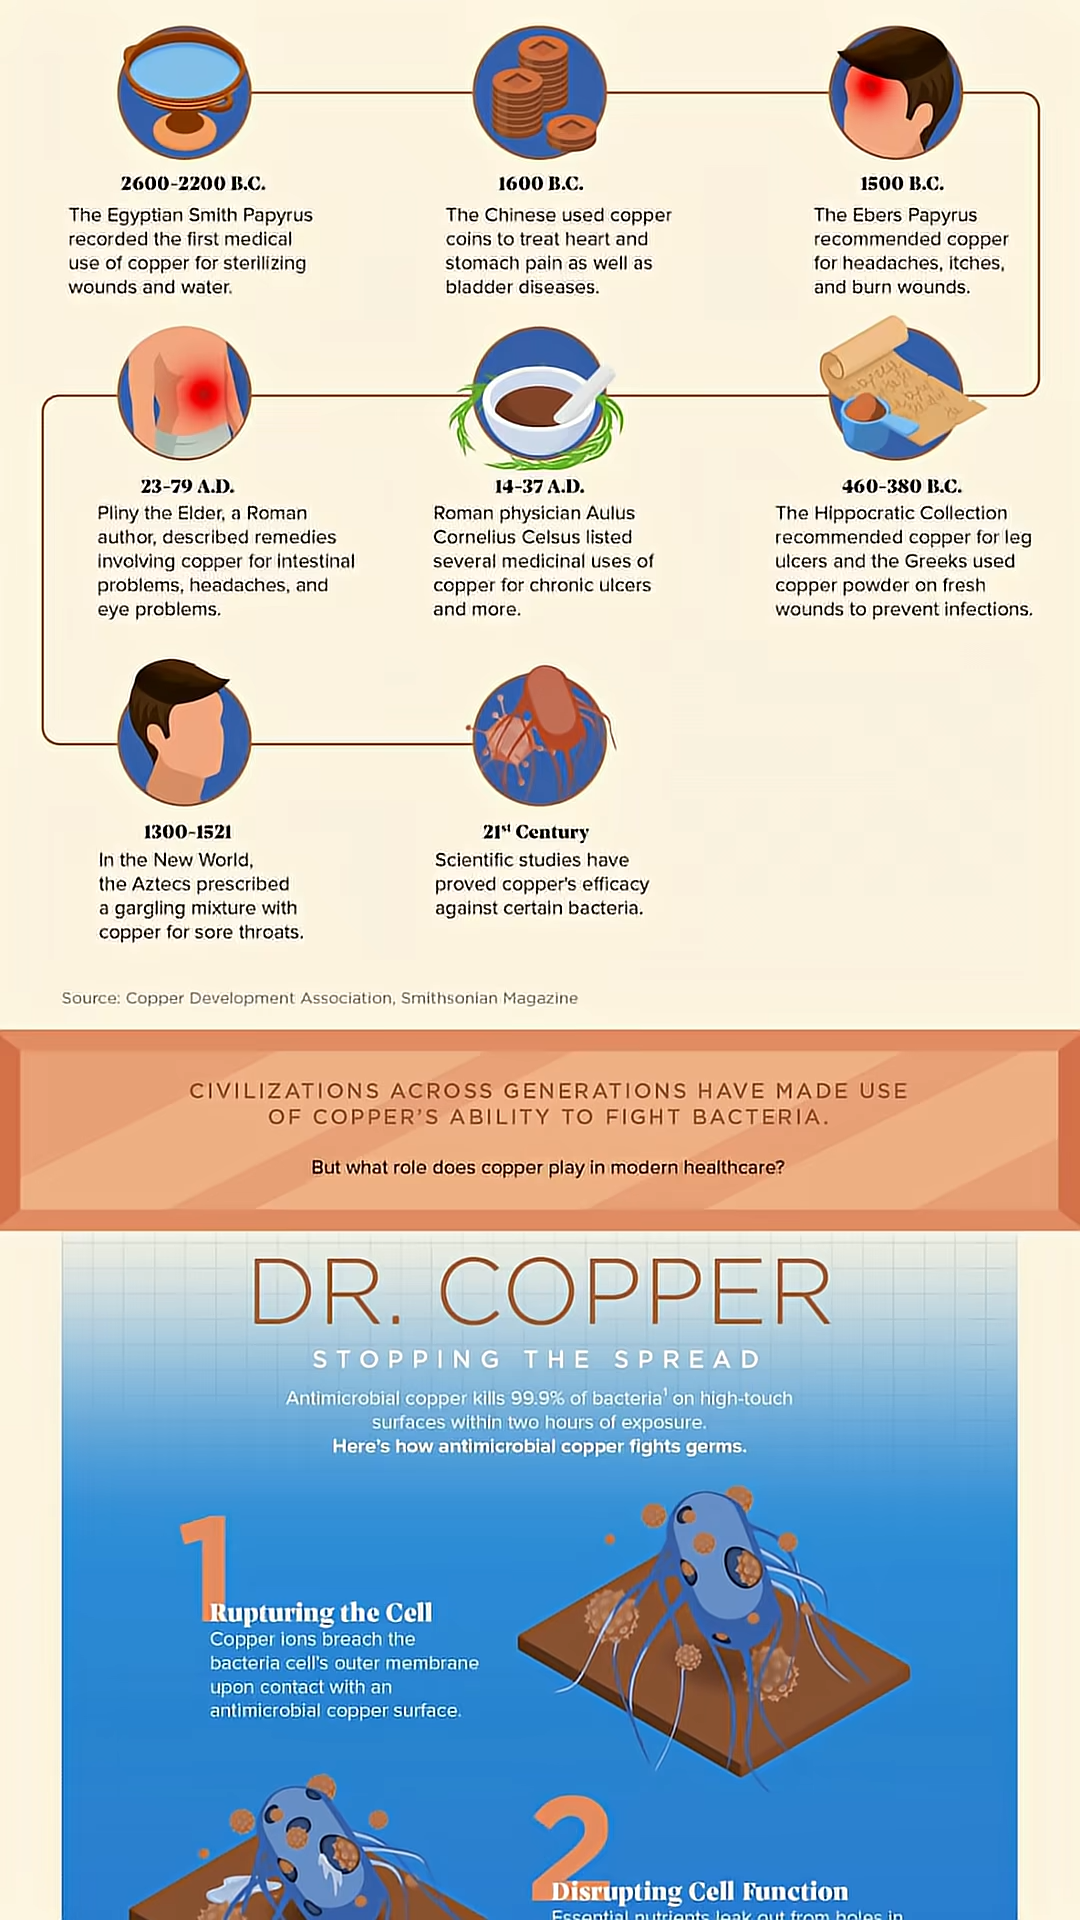 2600-2200 B.C.
The Egyptian Smith Papyrus
recorded the first medical
use of copper for sterilizing
wounds and water.
1600 B.C.
The Chinese used copper
coins to treat heart and
stomach pain as well as
bladder diseases.
1500 B.C.
The Ebers Papyrus
recommended copper
for headaches, itches,
and burn wounds.
23-79 A.D.
Pliny the Elder, a Roman
author, described remedies
involving copper for intestinal
problems, headaches, and
eye problems.
14-37 A.D.
Roman physician Aulus
Cornelius Celsus listed
several medicinal uses of
copper for chronic ulcers
and more.
460-380 B.C.
The Hippocratic Collection
recommended copper for leg
ulcers and the Greeks used
copper powder on fresh
wounds to prevent infections.
1300-1521
In the New World,
the Aztecs prescribed
a gargling mixture with
copper for sore throats.
21st Century
Scientific studies have
proved copper's efficacy
against certain bacteria.
Source: Copper Development Association, Smithsonian Magazine
CIVILIZATIONS ACROSS GENERATIONS HAVE MADE USE
OF COPPER'S ABILITY TO FIGHT BACTERIA.
But what role does copper play in modern healthcare?
DR. COPPER
STOPPING THE SPREAD
Antimicrobial copper kills 99.9% of bacteria¹ on high-touch
surfaces within two hours of exposure.
Here's how antimicrobial copper fights germs.
1
Rupturing the Cell
Copper ions breach the
bacteria cell's outer membrane
upon contact with an
antimicrobial copper surface.
2
Disrupting Cell Function
Essential nutrients leak out from holes in